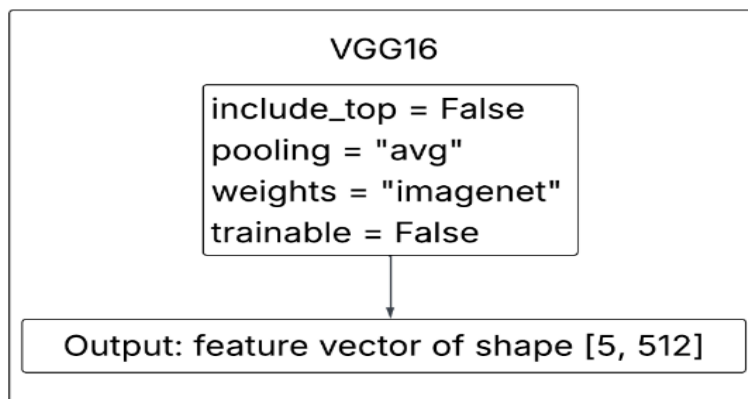 VGG16
include_top = False
pooling = "avg"
weights = "imagenet"
trainable = False
Output: feature vector of shape [5, 512]